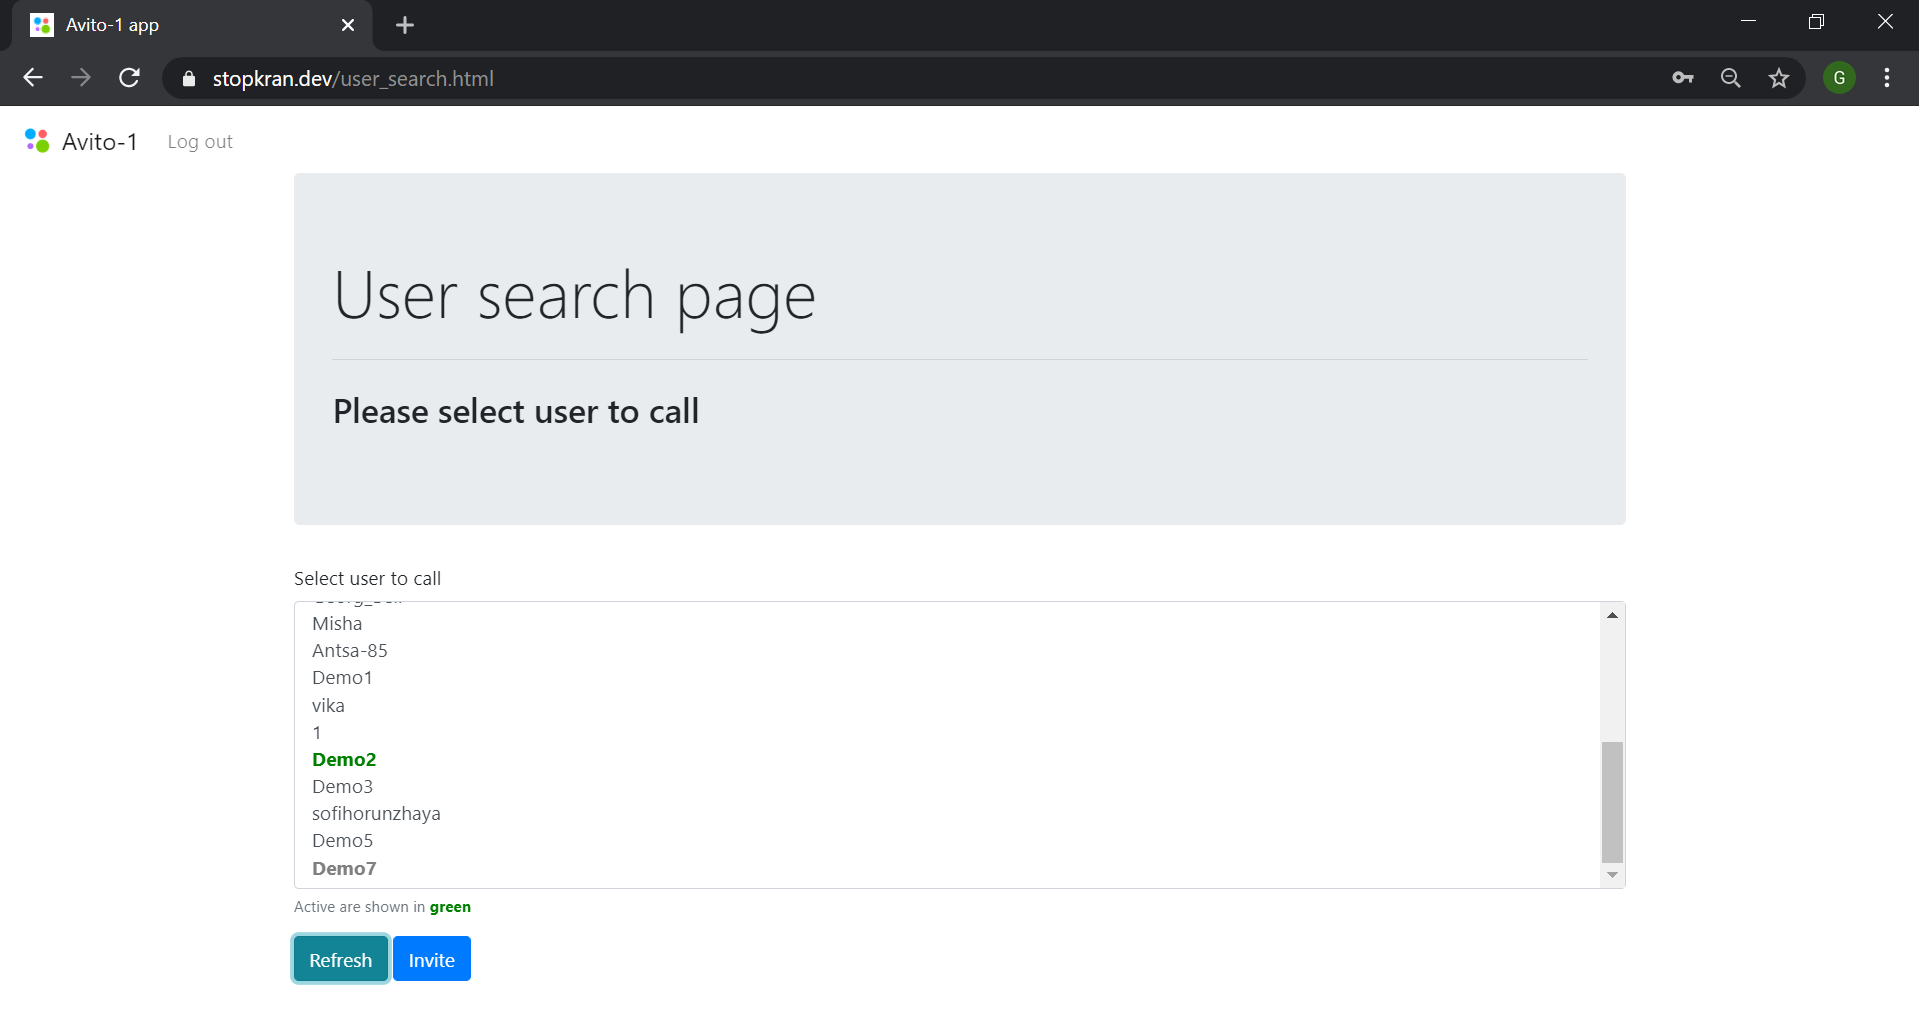 Avito-1 app
stopkran.dev/user_search.html
G
Avito-1 Log out
User search page
Please select user to call
Select user to call
Misha
Antsa-85
Demo1
vika
1
Demo2
Demo3
sofihorunzhaya
Demo5
Demo7
Active are shown in green
Refresh Invite